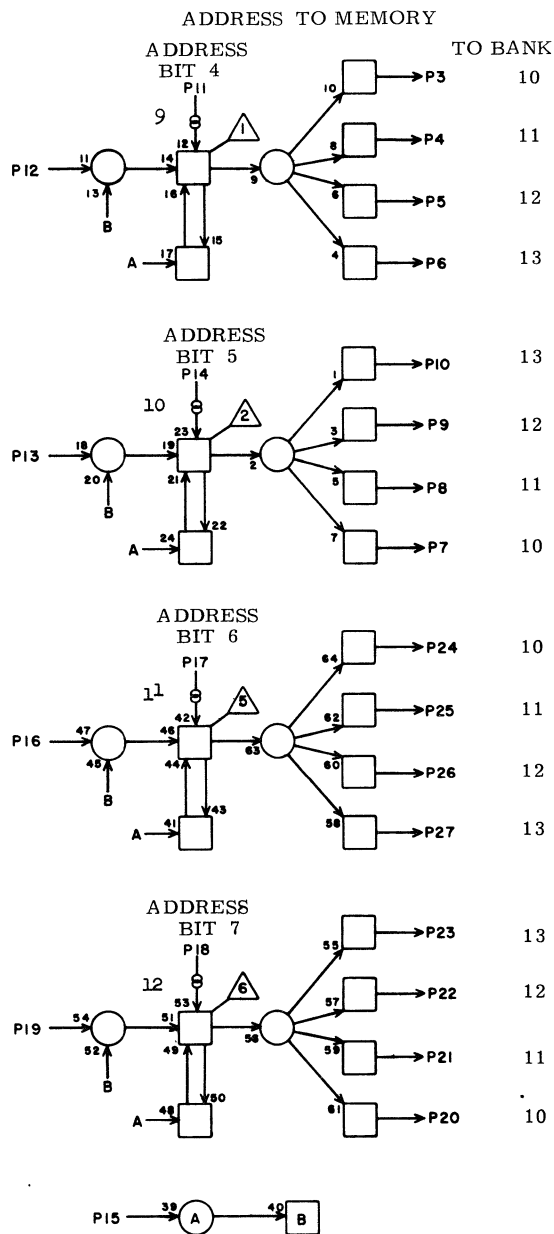 ADDRESS TO MEMORY
ADDRESS
BIT 4
TO BANK
P11
9
1
12
10
P3
10
P12
11
14
9
8
P4
11
13
16
6
P5
12
B
15
A
17
4
P6
13
ADDRESS
BIT 5
P14
10
2
23
1
P10
13
P13
18
19
2
3
P9
12
20
21
5
P8
11
B
22
A
24
7
P7
10
ADDRESS
BIT 6
P17
11
5
42
64
P24
10
P16
47
46
63
62
P25
11
45
44
60
P26
12
B
43
A
41
58
P27
13
ADDRESS
BIT 7
P18
12
6
53
55
P23
13
P19
54
51
56
57
P22
12
52
49
59
P21
11
B
50
A
48
61
P20
10
P15
39
A
40
B